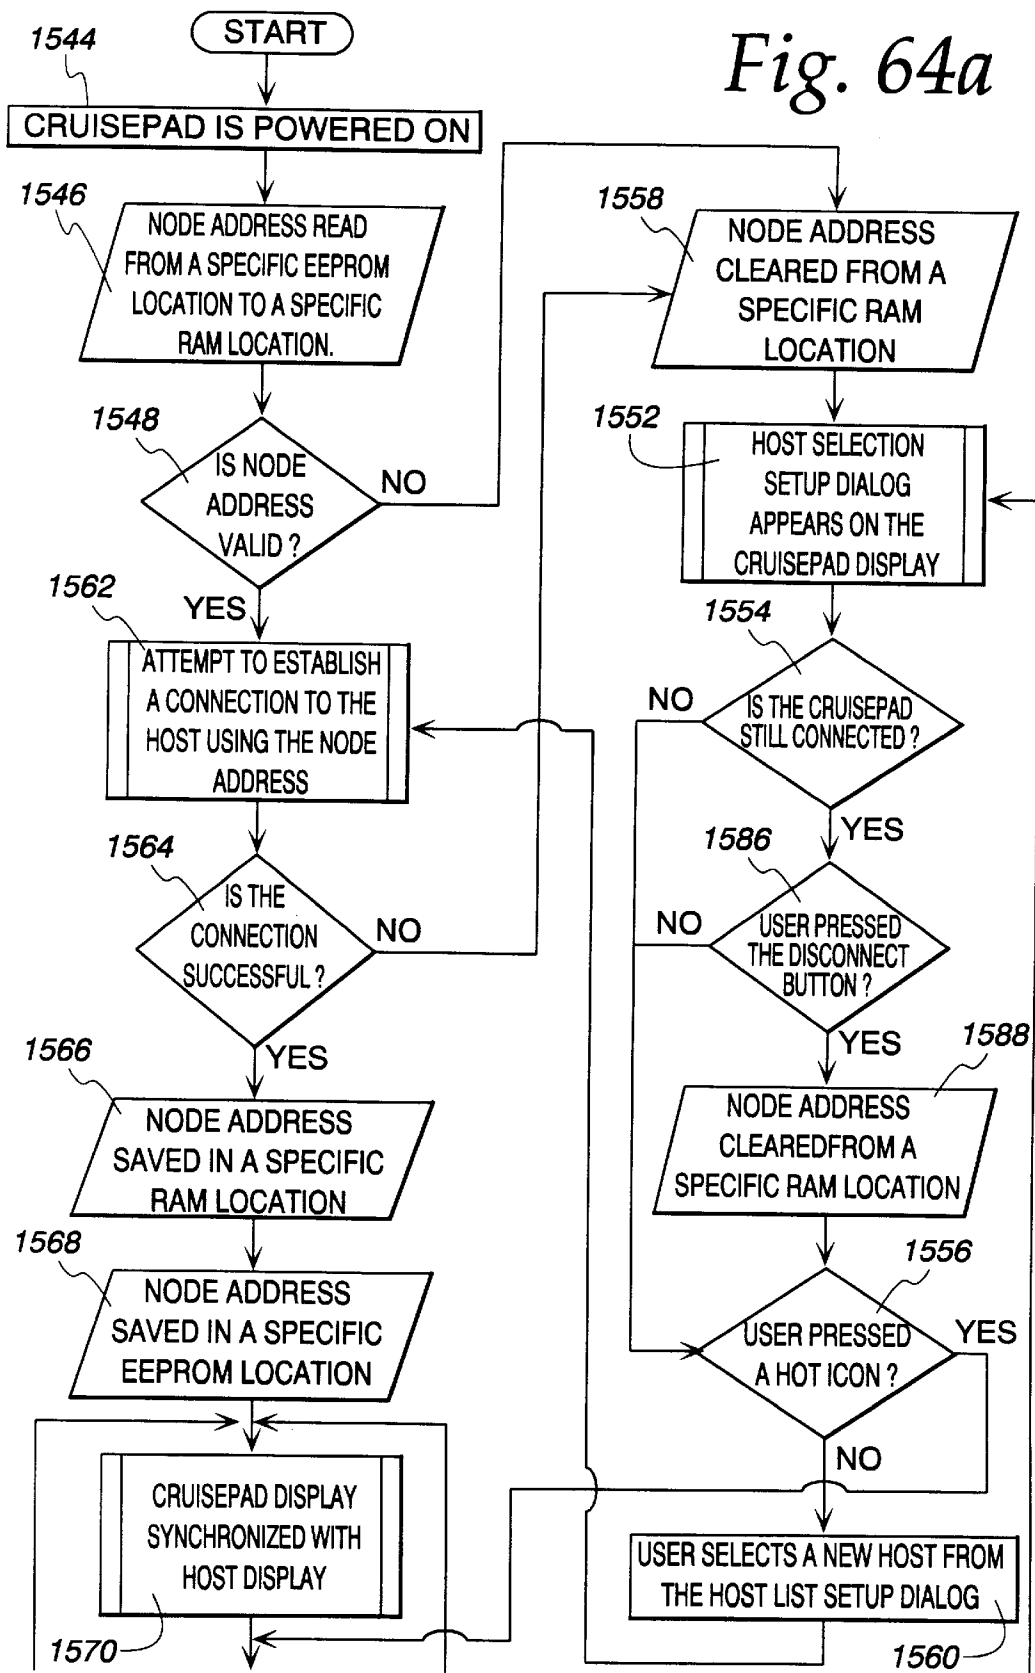 Fig. 64a
START
1544
CRUISEPAD IS POWERED ON
1546
NODE ADDRESS READ
FROM A SPECIFIC EEPROM
LOCATION TO A SPECIFIC
RAM LOCATION.
1548
IS NODE
ADDRESS
VALID ?
NO
YES
1562
ATTEMPT TO ESTABLISH
A CONNECTION TO THE
HOST USING THE NODE
ADDRESS
1564
IS THE
CONNECTION
SUCCESSFUL ?
NO
YES
1566
NODE ADDRESS
SAVED IN A SPECIFIC
RAM LOCATION
1568
NODE ADDRESS
SAVED IN A SPECIFIC
EEPROM LOCATION
CRUISEPAD DISPLAY
SYNCHRONIZED WITH
HOST DISPLAY
1570
1558
NODE ADDRESS
CLEARED FROM A
SPECIFIC RAM
LOCATION
1552
HOST SELECTION
SETUP DIALOG
APPEARS ON THE
CRUISEPAD DISPLAY
1554
NO
IS THE CRUISEPAD
STILL CONNECTED ?
YES
1586
NO
USER PRESSED
THE DISCONNECT
BUTTON ?
YES
1588
NODE ADDRESS
CLEAREDFROM A
SPECIFIC RAM LOCATION
1556
USER PRESSED
A HOT ICON ?
YES
NO
USER SELECTS A NEW HOST FROM
THE HOST LIST SETUP DIALOG
1560